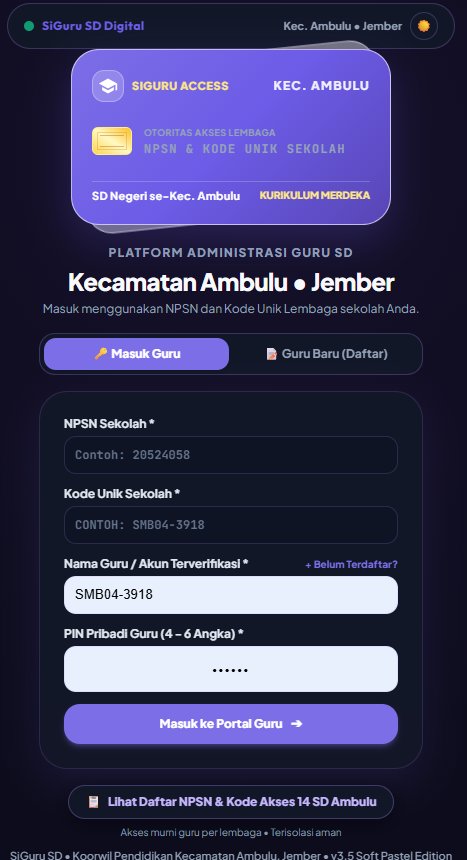 SiGuru SD Digital
Kec. Ambulu ● Jember
SIGURU ACCESS
KEC. AMBULU
OTORITAS AKSES LEMBAGA
NPSN & KODE UNIK SEKOLAH
SD Negeri se-Kec. Ambulu
KURIKULUM MERDEKA
PLATFORM ADMINISTRASI GURU SD
Kecamatan Ambulu ● Jember
Masuk menggunakan NPSN dan Kode Unik Lembaga sekolah Anda.
Masuk Guru
Guru Baru (Daftar)
NPSN Sekolah *
Contoh: 20524058
Kode Unik Sekolah *
CONTOH: SMB04-3918
Nama Guru / Akun Terverifikasi *
+ Belum Terdaftar?
SMB04-3918
PIN Pribadi Guru (4 – 6 Angka) *
••••••
Masuk ke Portal Guru ➔
Lihat Daftar NPSN & Kode Akses 14 SD Ambulu
Akses murni guru per lembaga • Terisolasi aman
SiGuru SD ● Koorwil Pendidikan Kecamatan Ambulu, Jember ● v3.5 Soft Pastel Edition